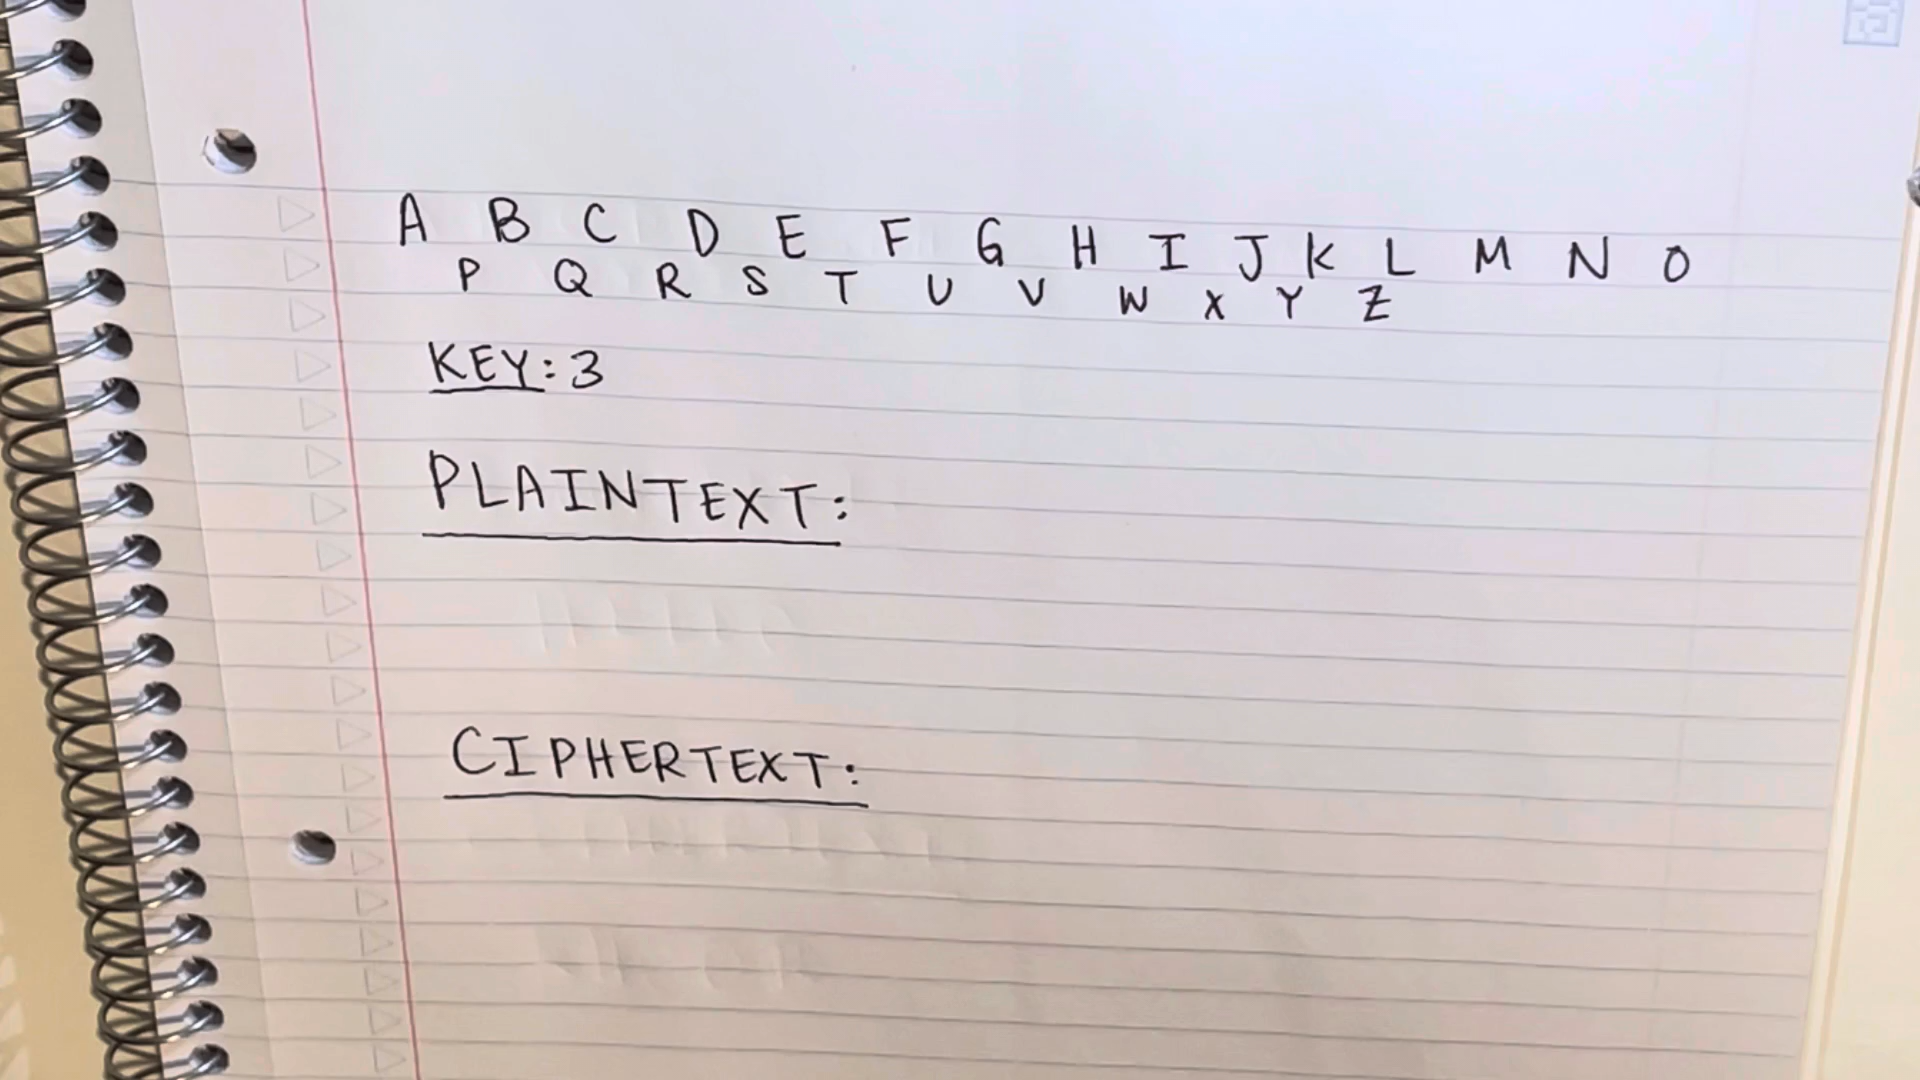 A B C D E F G H I J K L M N O
P Q R S T U V W X Y Z
KEY: 3
PLAINTEXT:
CIPHERTEXT: